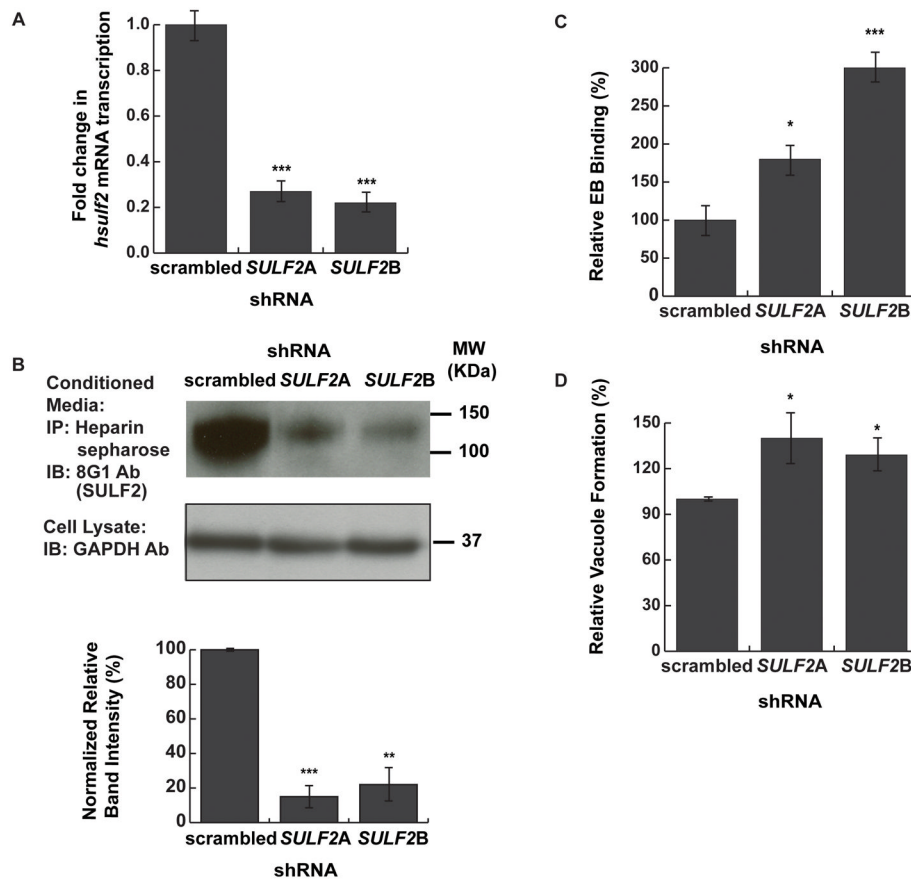 A
Fold change in
hsulf2 mRNA transcription
1.0
0.8
0.6
0.4
0.2
0.0
***
***
scrambled SULF2A SULF2B
shRNA
B
shRNA
MW
(KDa)
scrambled SULF2A SULF2B
Conditioned
Media:
IP: Heparin
sepharose
IB: 8G1 Ab
(SULF2)
150
100
Cell Lysate:
IB: GAPDH Ab
37
Normalized Relative
Band Intensity (%)
100
80
60
40
20
0
***
**
scrambled SULF2A SULF2B
shRNA
C
Relative EB Binding (%)
300
250
200
150
100
50
0
*
***
scrambled SULF2A SULF2B
shRNA
D
Relative Vacuole Formation (%)
150
120
90
60
30
0
*
*
scrambled SULF2A SULF2B
shRNA